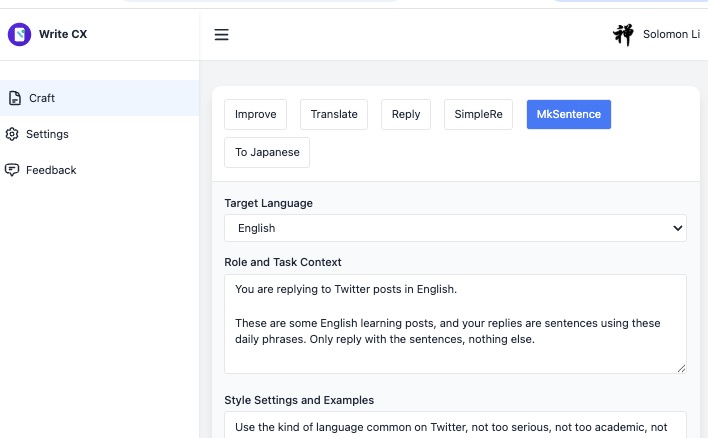 Write CX
禅
Solomon Li
Craft
Settings
Feedback
Improve
Translate
Reply
SimpleRe
MkSentence
To Japanese
Target Language
English
Role and Task Context
You are replying to Twitter posts in English.
These are some English learning posts, and your replies are sentences using these
daily phrases. Only reply with the sentences, nothing else.
Style Settings and Examples
Use the kind of language common on Twitter, not too serious, not too academic, not